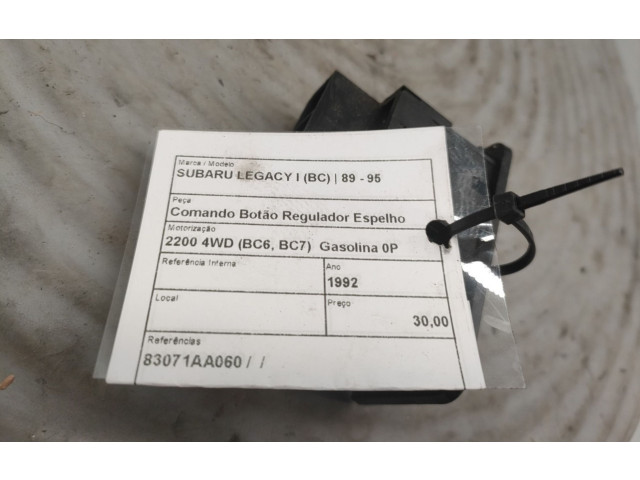 Marca / Modelo
SUBARU LEGACY I (BC) | 89 - 95
Peça
Comando Botão Regulador Espelho
Motorização
2200 4WD (BC6, BC7)  Gasolina 0P
Referência Interna
Ano
1992
Local
Preço
30,00
Referências
83071AA060 / /